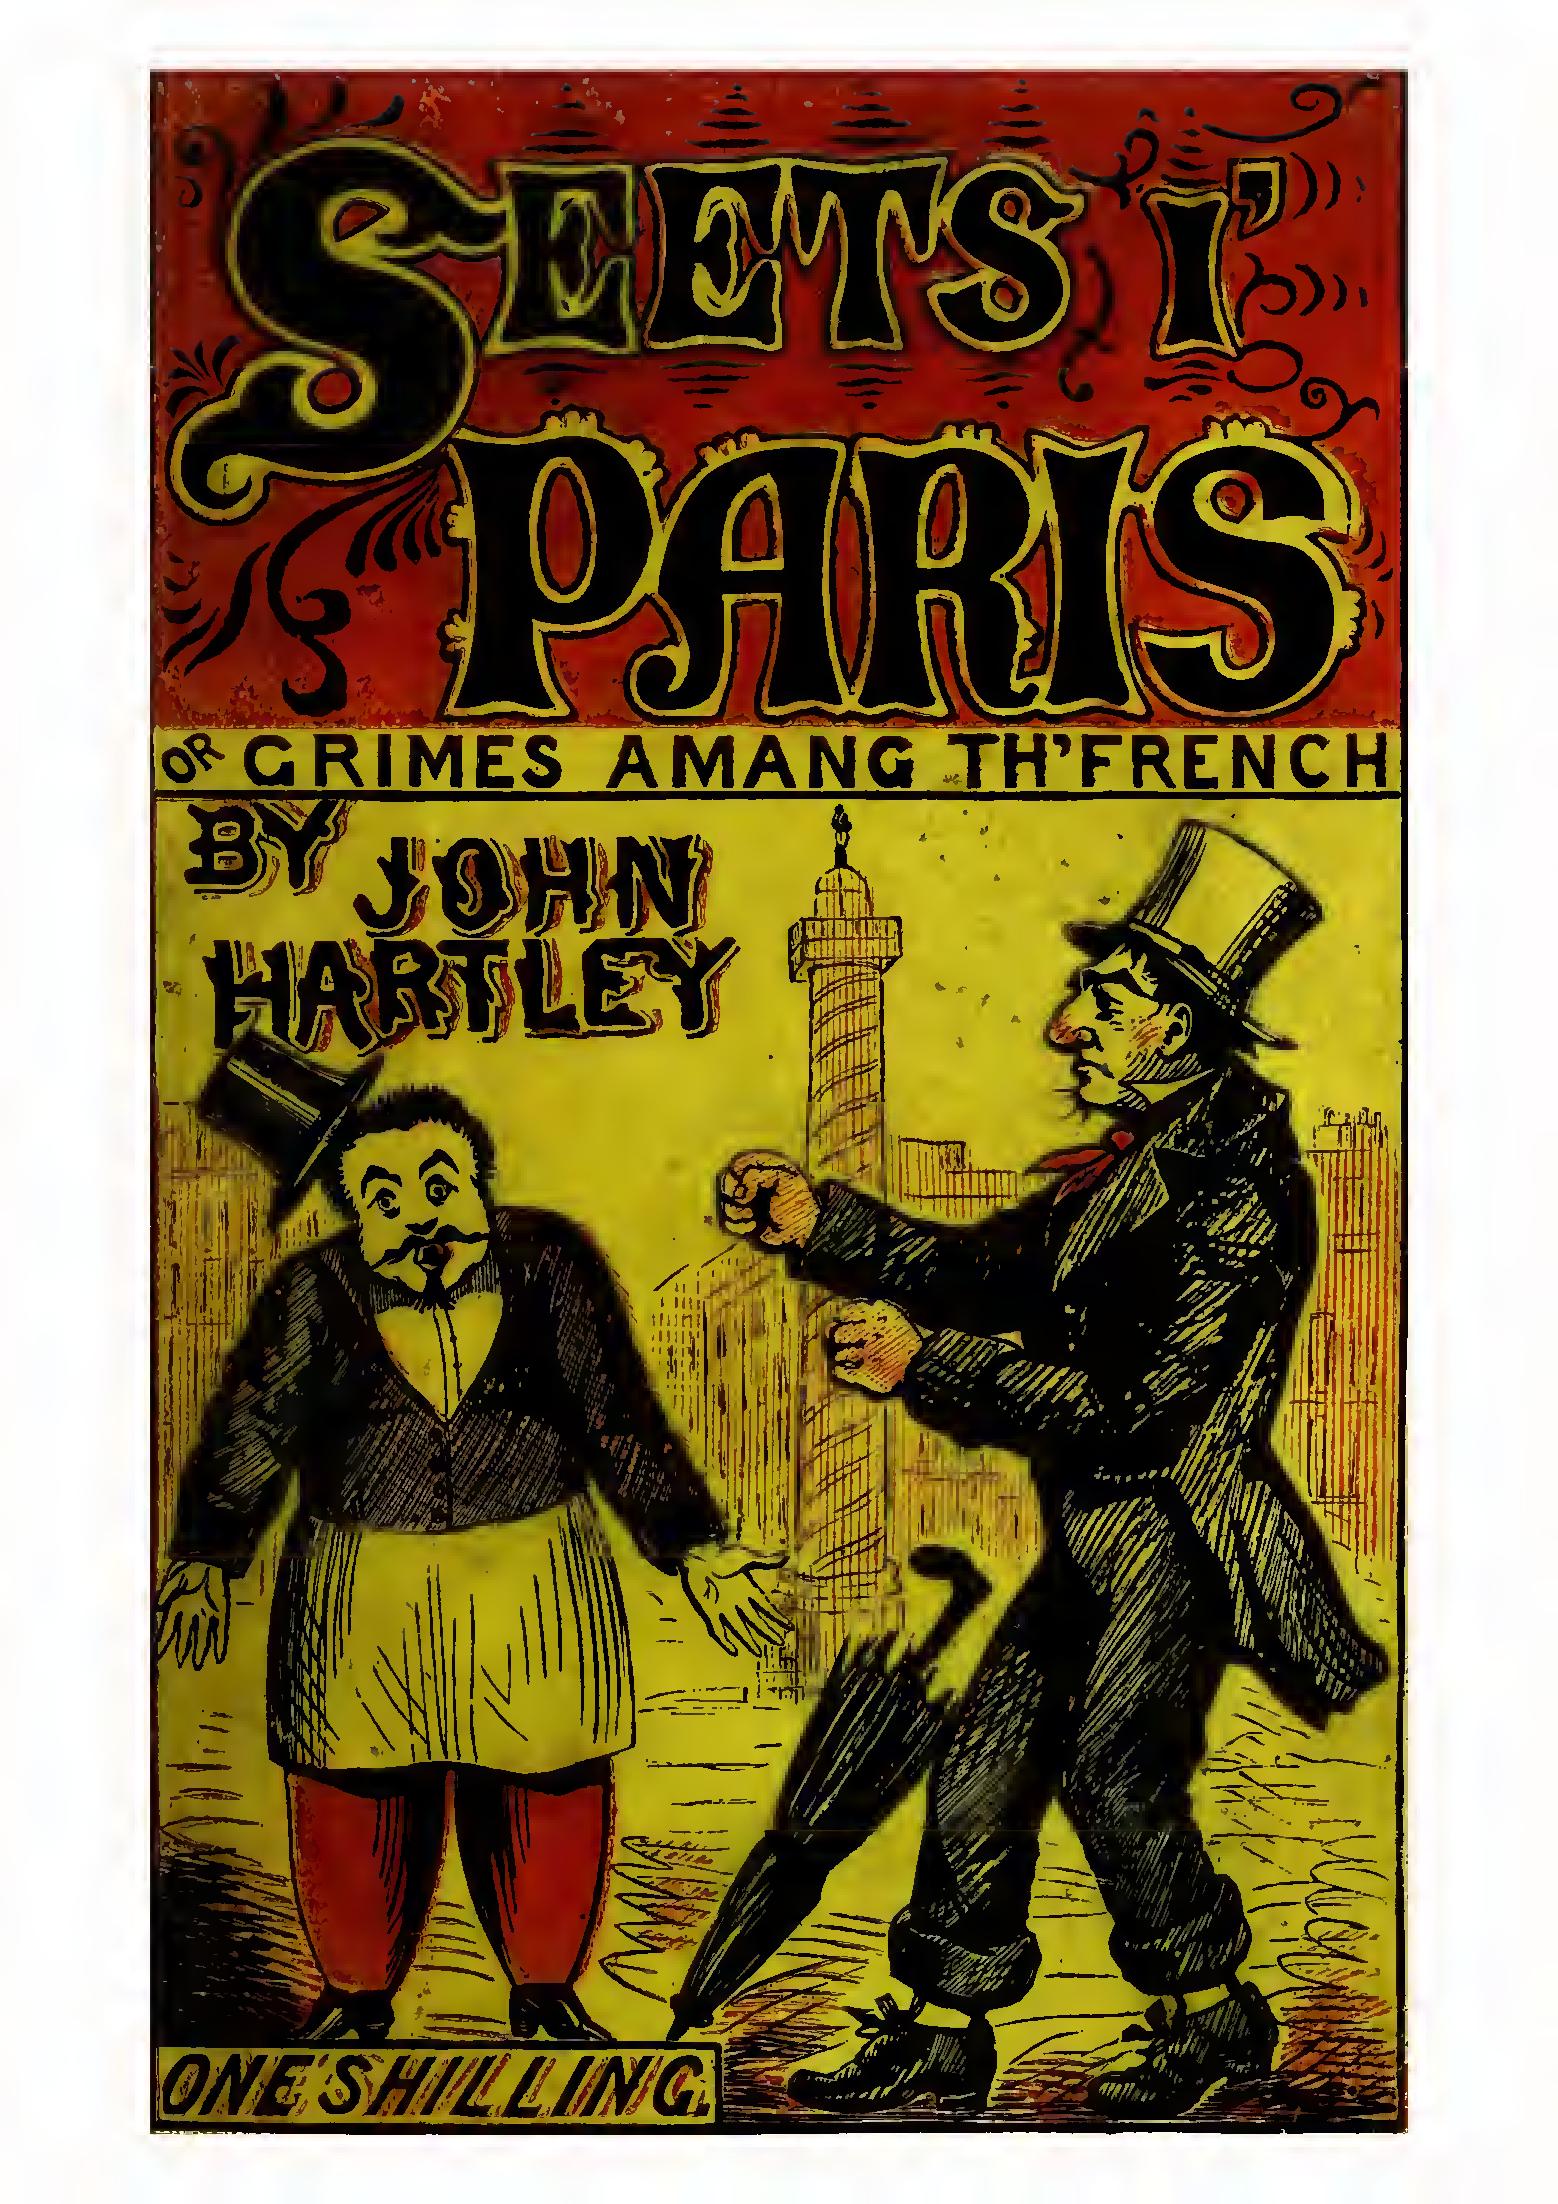 SEETS I'
PARIS
OR GRIMES AMANG TH'FRENCH
BY JOHN
HARTLEY
ONE SHILLING.